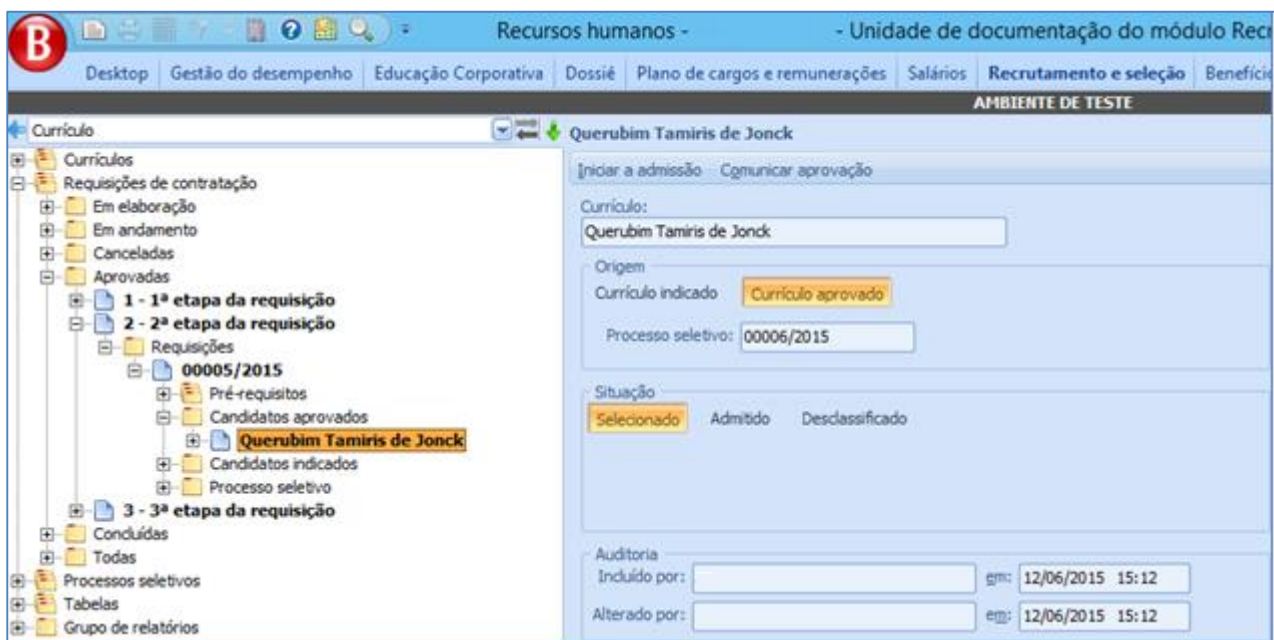 B
Recursos humanos - - Unidade de documentação do módulo Recr
Desktop Gestão do desempenho Educação Corporativa Dossiê Plano de cargos e remunerações Salários Recrutamento e seleção Benefício
AMBIENTE DE TESTE
Currículo
Currículos
Requisições de contratação
Em elaboração
Em andamento
Canceladas
Aprovadas
1 - 1ª etapa da requisição
2 - 2ª etapa da requisição
Requisições
00005/2015
Pré-requisitos
Candidatos aprovados
Querubim Tamiris de Jonck
Candidatos indicados
Processo seletivo
3 - 3ª etapa da requisição
Concluídas
Todas
Processos seletivos
Tabelas
Grupo de relatórios
Querubim Tamiris de Jonck
Iniciar a admissão Comunicar aprovação
Currículo:
Querubim Tamiris de Jonck
Origem
Currículo indicado Currículo aprovado
Processo seletivo: 00006/2015
Situação
Selecionado Admitido Desclassificado
Auditoria
Incluído por: em: 12/06/2015 15:12
Alterado por: em: 12/06/2015 15:12